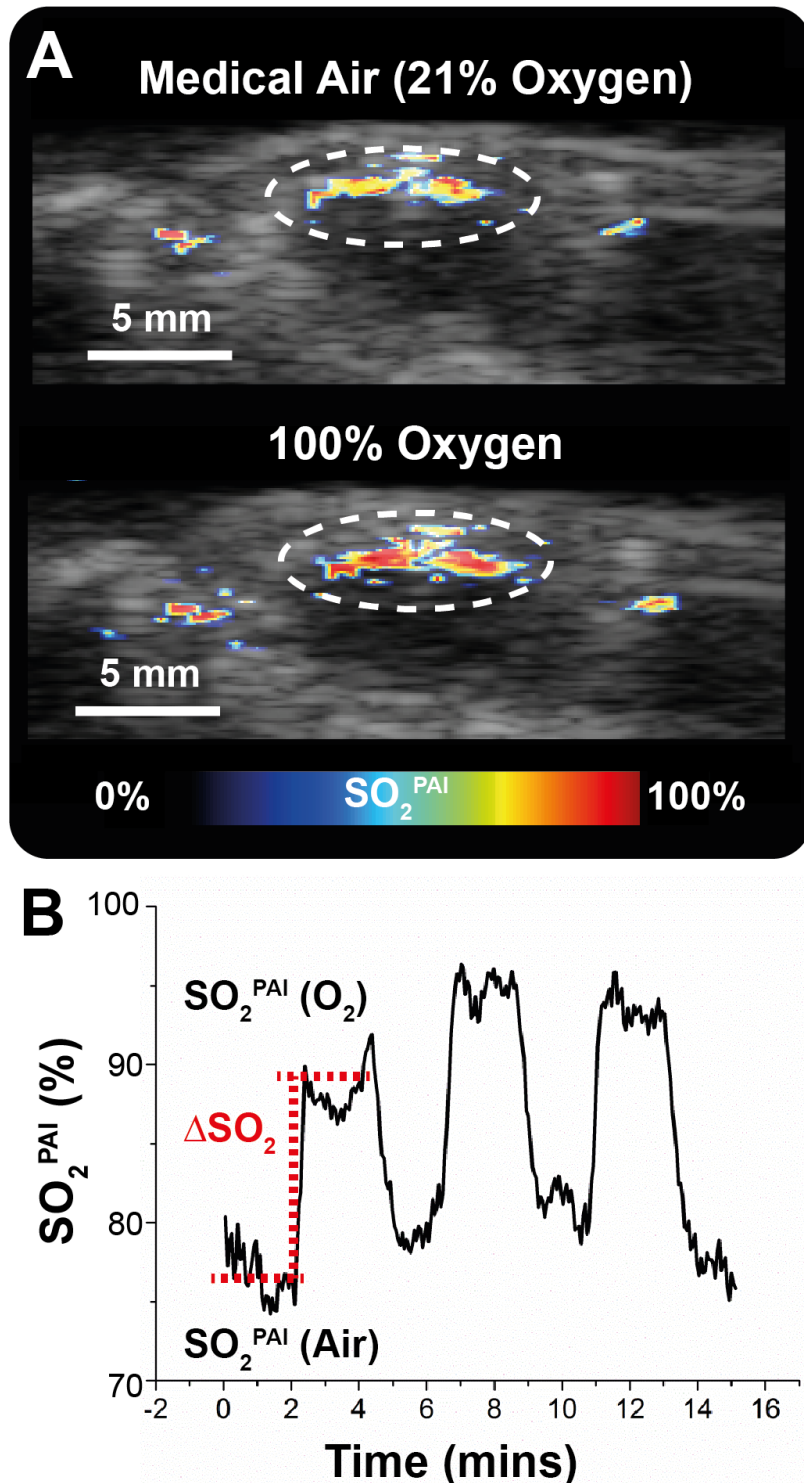 A
Medical Air (21% Oxygen)
5 mm
100% Oxygen
5 mm
0% SO₂ᴾᴬᴵ 100%
B
100
90
80
70
SO₂ᴾᴬᴵ (%)
SO₂ᴾᴬᴵ (O₂)
ΔSO₂
SO₂ᴾᴬᴵ (Air)
-2 0 2 4 6 8 10 12 14 16
Time (mins)